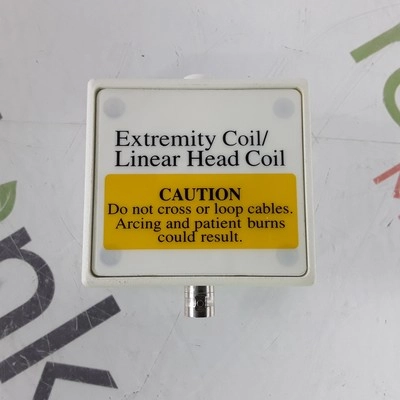 Extremity Coil/
Linear Head Coil
CAUTION
Do not cross or loop cables.
Arcing and patient burns
could result.